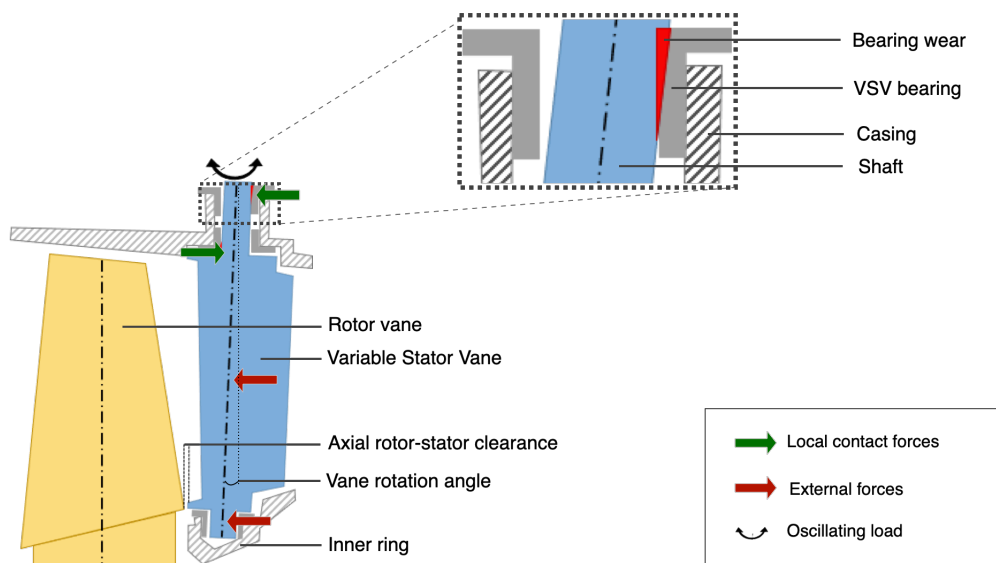 Bearing wear
VSV bearing
Casing
Shaft
Rotor vane
Variable Stator Vane
Axial rotor-stator clearance
Vane rotation angle
Inner ring
Local contact forces
External forces
Oscillating load